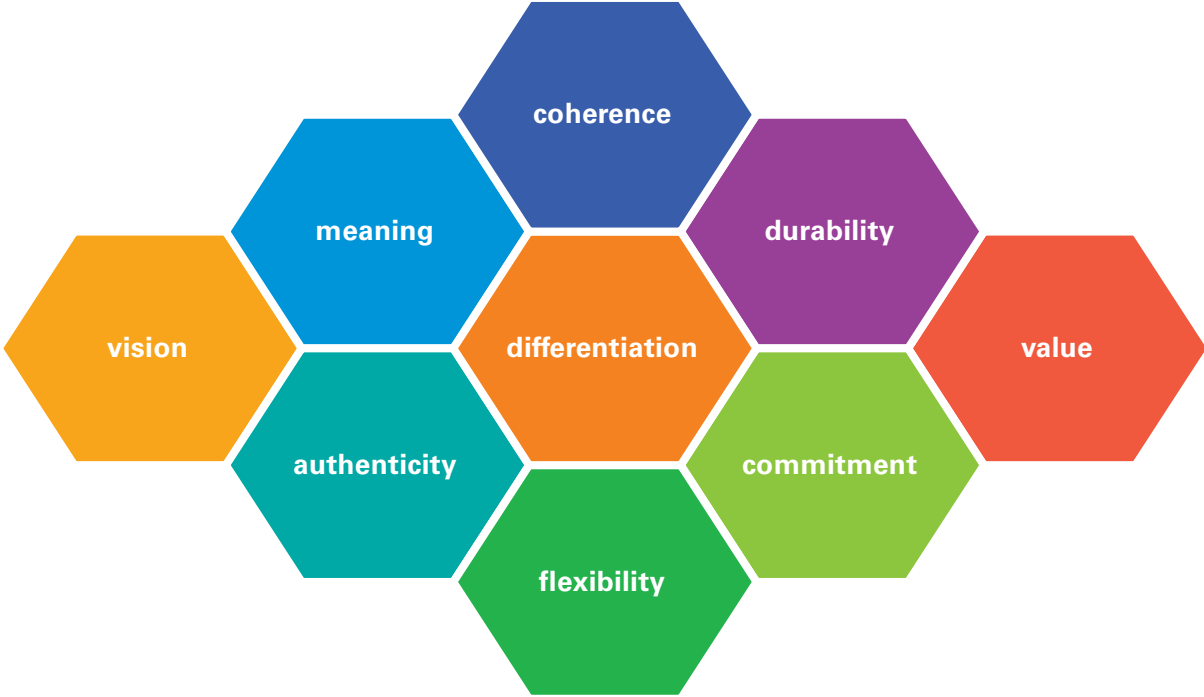 coherence
meaning
durability
vision
differentiation
value
authenticity
commitment
flexibility